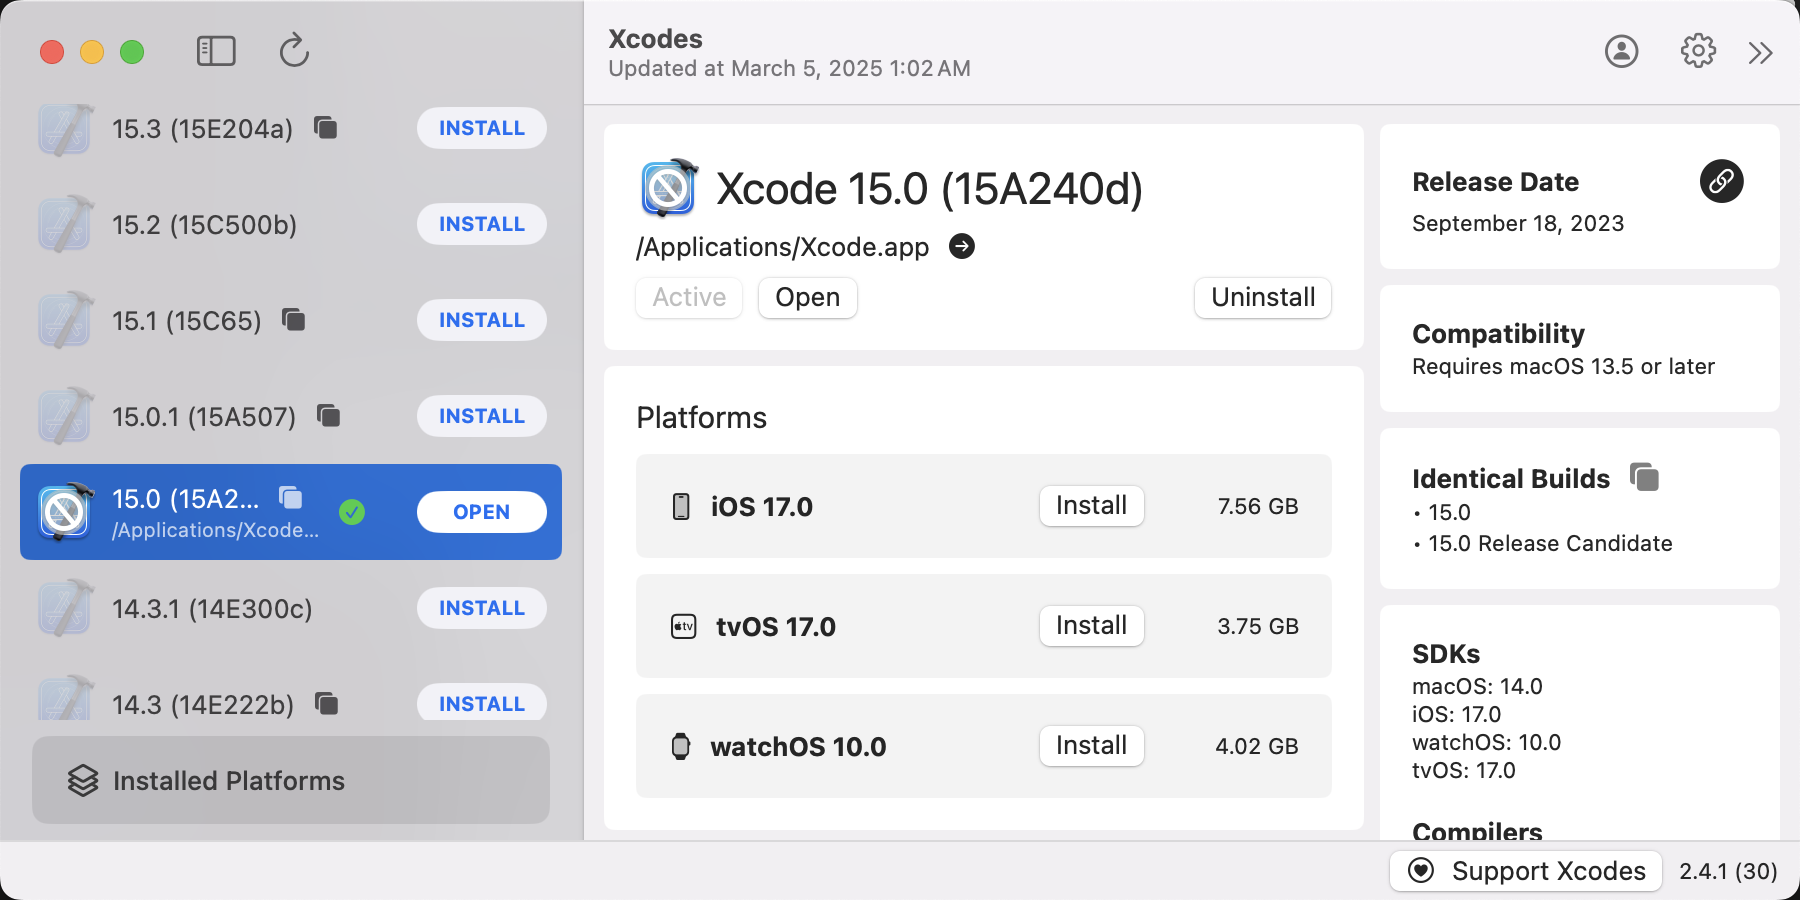 Xcodes
Updated at March 5, 2025 1:02 AM
15.3 (15E204a)
INSTALL
15.2 (15C500b)
INSTALL
15.1 (15C65)
INSTALL
15.0.1 (15A507)
INSTALL
15.0 (15A2...
/Applications/Xcode...
OPEN
14.3.1 (14E300c)
INSTALL
14.3 (14E222b)
INSTALL
Installed Platforms
Xcode 15.0 (15A240d)
/Applications/Xcode.app
Active
Open
Uninstall
Platforms
iOS 17.0
Install
7.56 GB
tv
tvOS 17.0
Install
3.75 GB
watchOS 10.0
Install
4.02 GB
Release Date
September 18, 2023
Compatibility
Requires macOS 13.5 or later
Identical Builds
• 15.0
• 15.0 Release Candidate
SDKs
macOS: 14.0
iOS: 17.0
watchOS: 10.0
tvOS: 17.0
Compilers
Support Xcodes
2.4.1 (30)